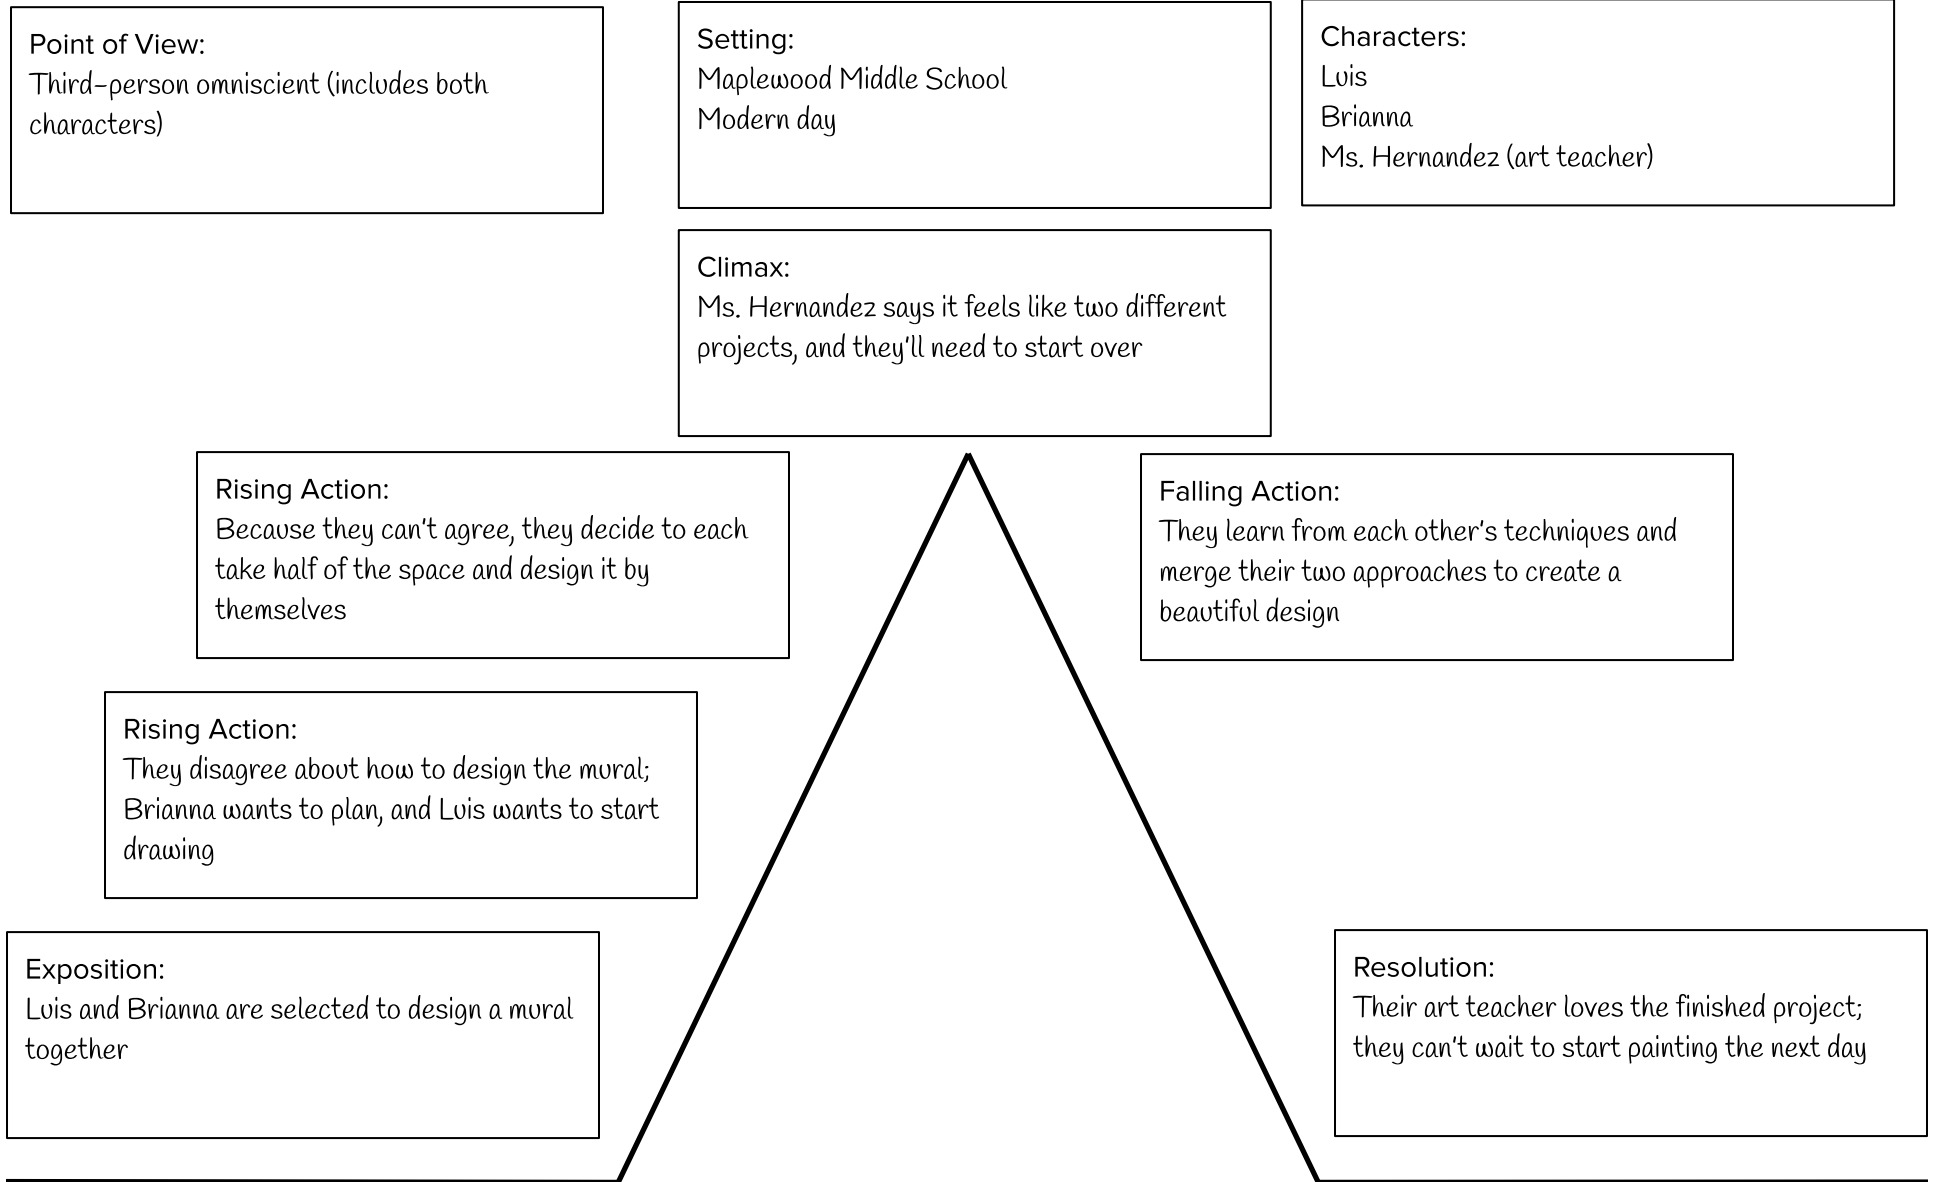 Point of View:
Third-person omniscient (includes both
characters)
Setting:
Maplewood Middle School
Modern day
Characters:
Luis
Brianna
Ms. Hernandez (art teacher)
Climax:
Ms. Hernandez says it feels like two different
projects, and they'll need to start over
Rising Action:
Because they can't agree, they decide to each
take half of the space and design it by
themselves
Falling Action:
They learn from each other's techniques and
merge their two approaches to create a
beautiful design
Rising Action:
They disagree about how to design the mural;
Brianna wants to plan, and Luis wants to start
drawing
Exposition:
Luis and Brianna are selected to design a mural
together
Resolution:
Their art teacher loves the finished project;
they can't wait to start painting the next day